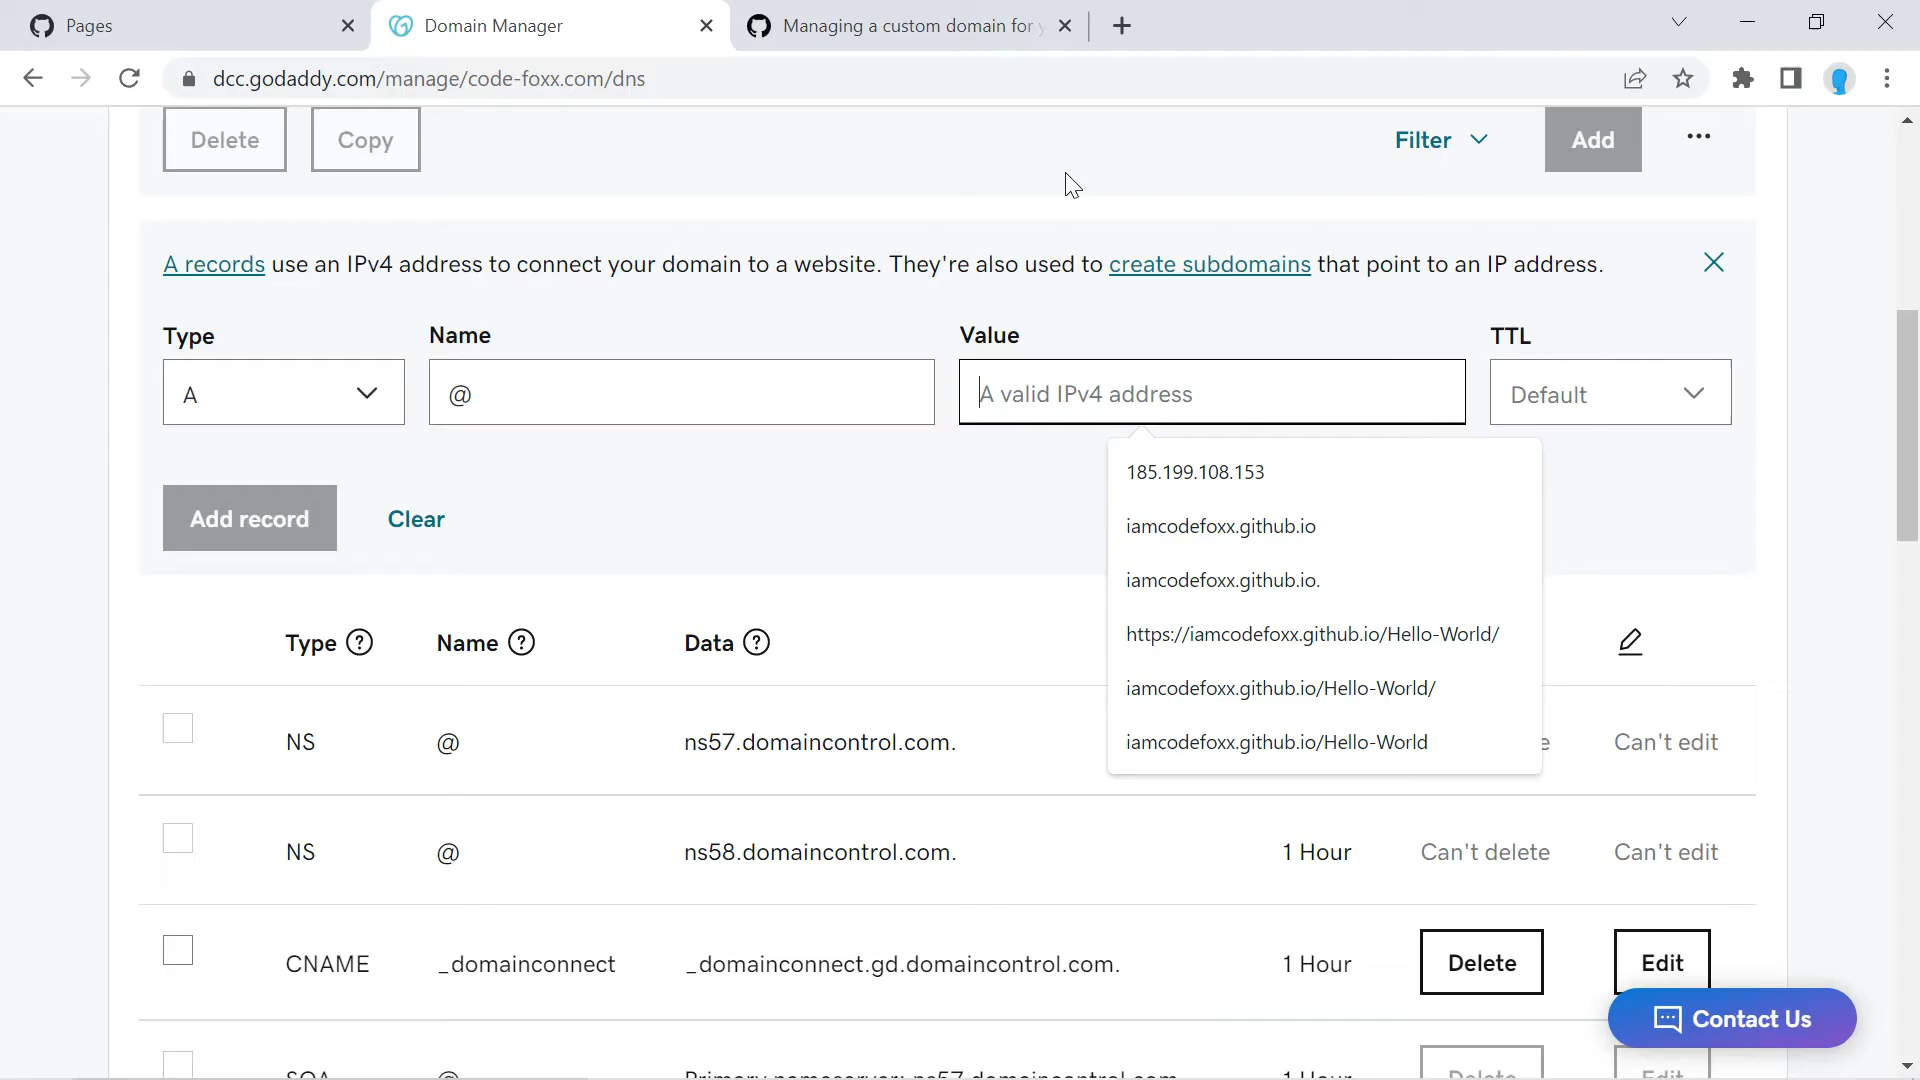 Pages
Domain Manager
Managing a custom domain for y
dcc.godaddy.com/manage/code-foxx.com/dns
Delete
Copy
Filter
Add
A records use an IPv4 address to connect your domain to a website. They're also used to create subdomains that point to an IP address.
Type
Name
Value
TTL
A
@
A valid IPv4 address
Default
185.199.108.153
iamcodefoxx.github.io
iamcodefoxx.github.io.
https://iamcodefoxx.github.io/Hello-World/
iamcodefoxx.github.io/Hello-World/
iamcodefoxx.github.io/Hello-World
Add record
Clear
Type
Name
Data
NS
@
ns57.domaincontrol.com.
e
Can't edit
NS
@
ns58.domaincontrol.com.
1 Hour
Can't delete
Can't edit
CNAME
_domainconnect
_domainconnect.gd.domaincontrol.com.
1 Hour
Delete
Edit
Contact Us
SOA
@
Primary nameserver: ns57.domaincontrol.com.
1 Hour
Delete
Edit